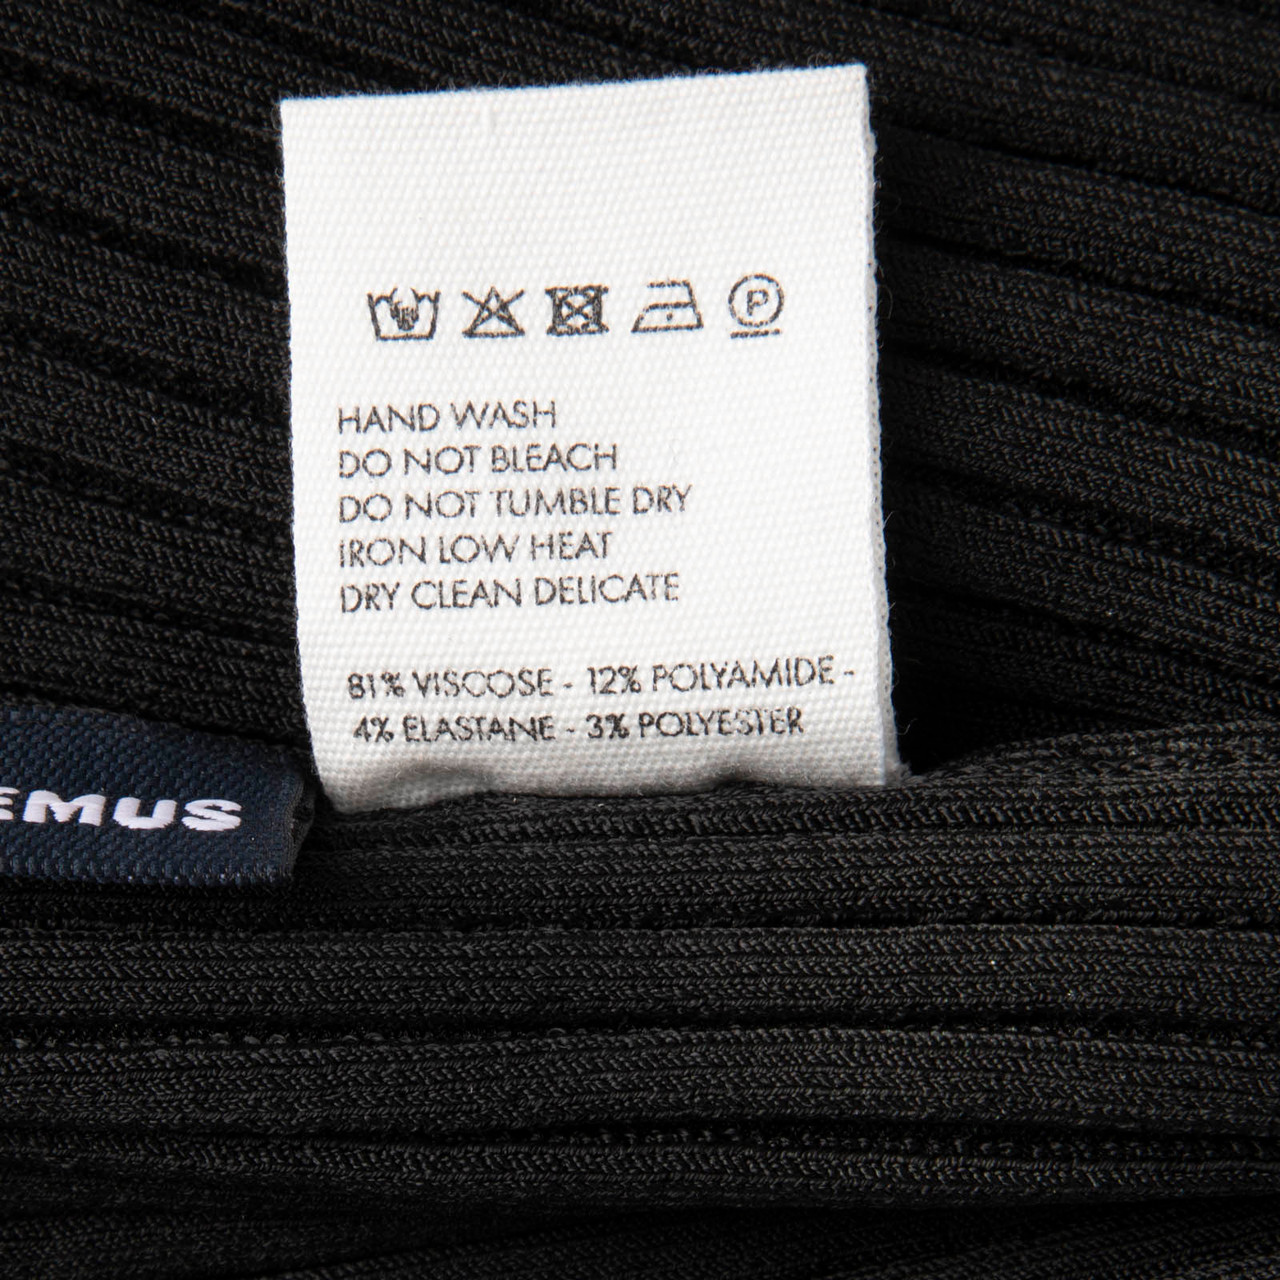 P
HAND WASH
DO NOT BLEACH
DO NOT TUMBLE DRY
IRON LOW HEAT
DRY CLEAN DELICATE
81% VISCOSE - 12% POLYAMIDE -
4% ELASTANE - 3% POLYESTER
EMUS